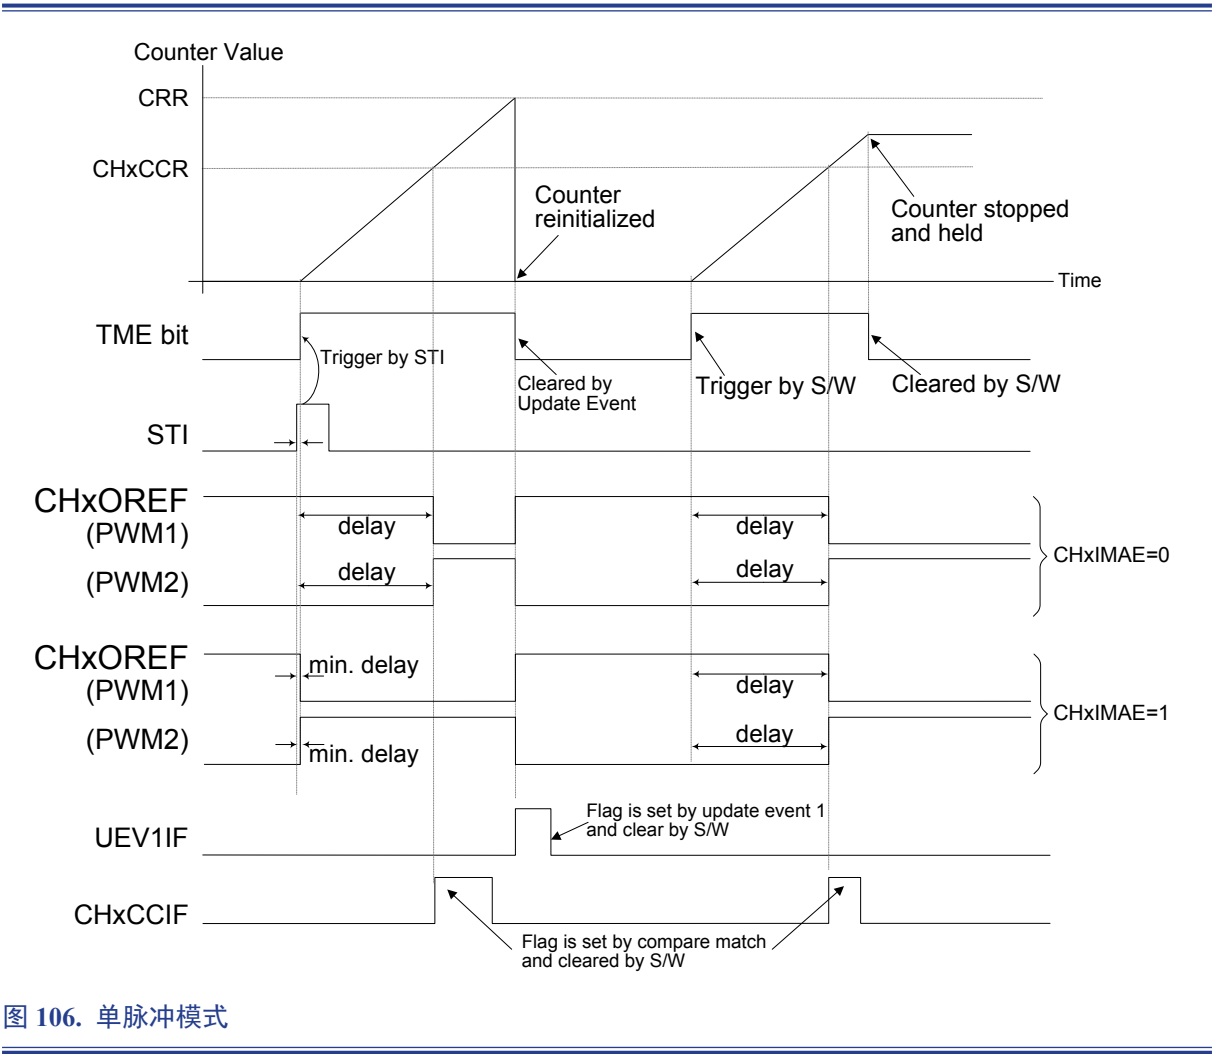 Counter Value
CRR
CHxCCR
Counter
reinitialized
Counter stopped
and held
Time
TME bit
Trigger by STI
Cleared by
Update Event
Trigger by S/W
Cleared by S/W
STI
CHxOREF
(PWM1)
delay
delay
(PWM2)
delay
delay
CHxIMAE=0
CHxOREF
(PWM1)
min. delay
delay
(PWM2)
min. delay
delay
CHxIMAE=1
UEV1IF
Flag is set by update event 1
and clear by S/W
CHxCCIF
Flag is set by compare match
and cleared by S/W
图 106. 单脉冲模式